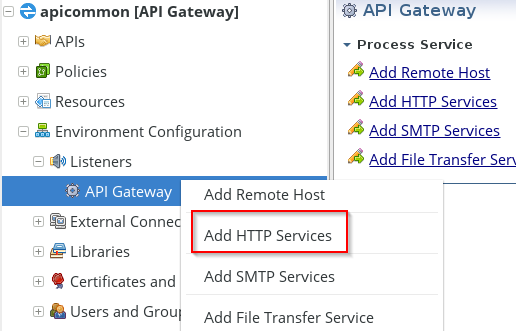 apicommon [API Gateway]
APIs
Policies
Resources
Environment Configuration
Listeners
API Gateway
External Connec
Libraries
Certificates and
Users and Group
Add Remote Host
Add HTTP Services
Add SMTP Services
Add File Transfer Service
API Gateway
Process Service
Add Remote Host
Add HTTP Services
Add SMTP Services
Add File Transfer Serv